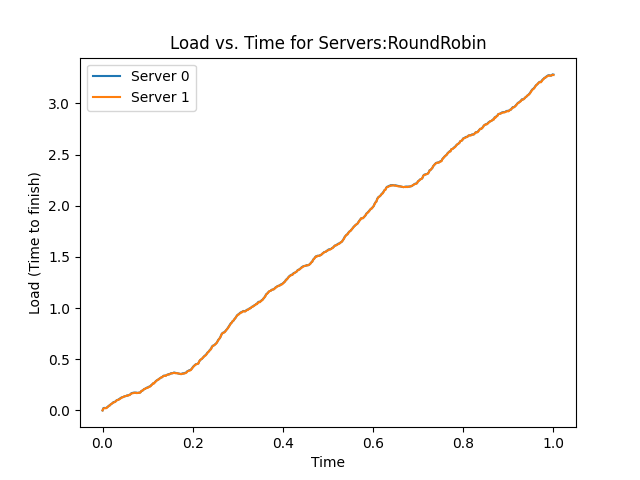 Load vs. Time for Servers:RoundRobin
Server 0
Server 1
Load (Time to finish)
3.0
2.5
2.0
1.5
1.0
0.5
0.0
0.0 0.2 0.4 0.6 0.8 1.0
Time